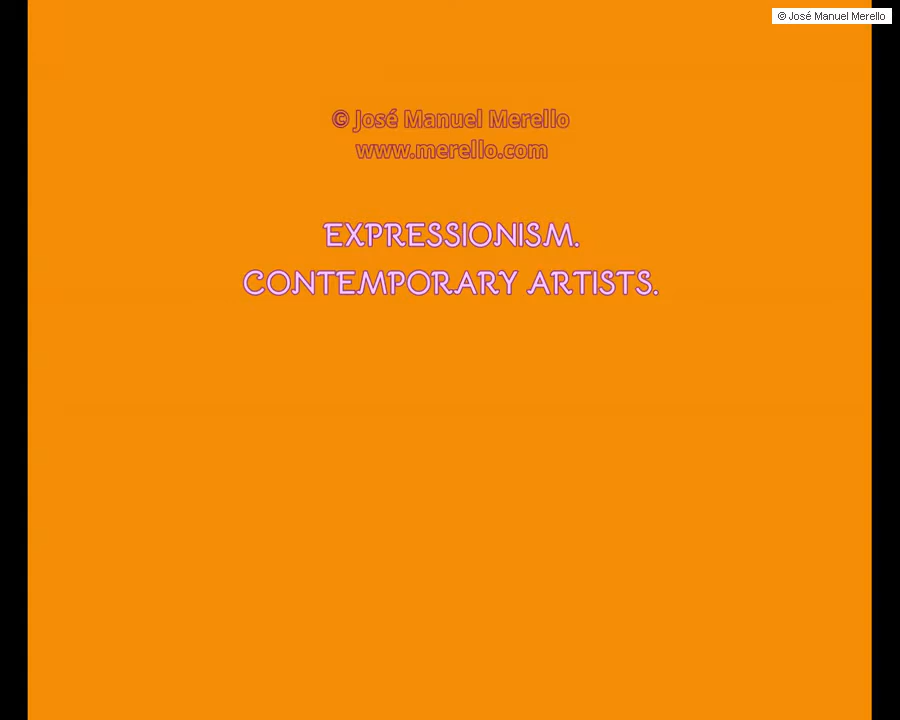 © José Manuel Merello
© José Manuel Merello
www.merello.com
EXPRESSIONISM.
CONTEMPORARY ARTISTS.